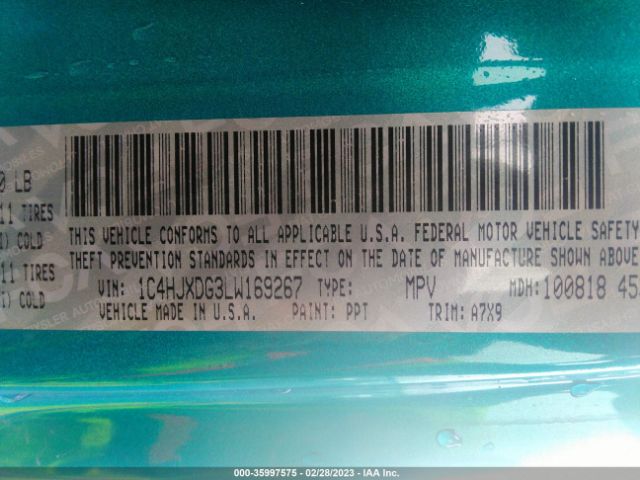 0 LB
11 TIRES
COLD
11 TIRES
COLD
THIS VEHICLE CONFORMS TO ALL APPLICABLE U.S.A. FEDERAL MOTOR VEHICLE SAFETY
THEFT PREVENTION STANDARDS IN EFFECT ON THE DATE OF MANUFACTURE SHOWN ABOVE
VIN: 1C4HJXDG3LW169267 TYPE: MPV MDH: 100818 45
VEHICLE MADE IN U.S.A. PAINT: PPT TRIM: A7X9
000-35997575 - 02/28/2023 - IAA Inc.